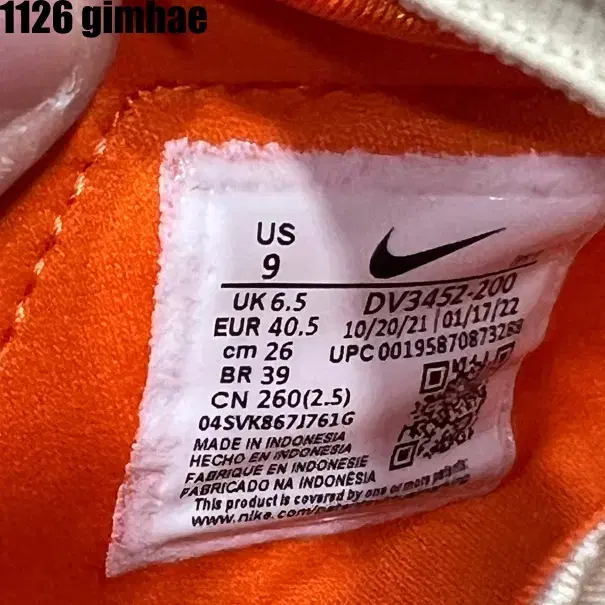 1126 gimhae
US
9
UK 6.5
EUR 40.5
cm 26
BR 39
CN 260(2.5)
DV3452-200
10/20/21 01/17/22
UPC 00195870873268
04SVK867J761G
MADE IN INDONESIA
HECHO EN INDONESIA
FABRIQUE EN INDONESIE
FABRICADO NA INDONÉSIA
This product is covered by one or more patents.
www.nike.com/